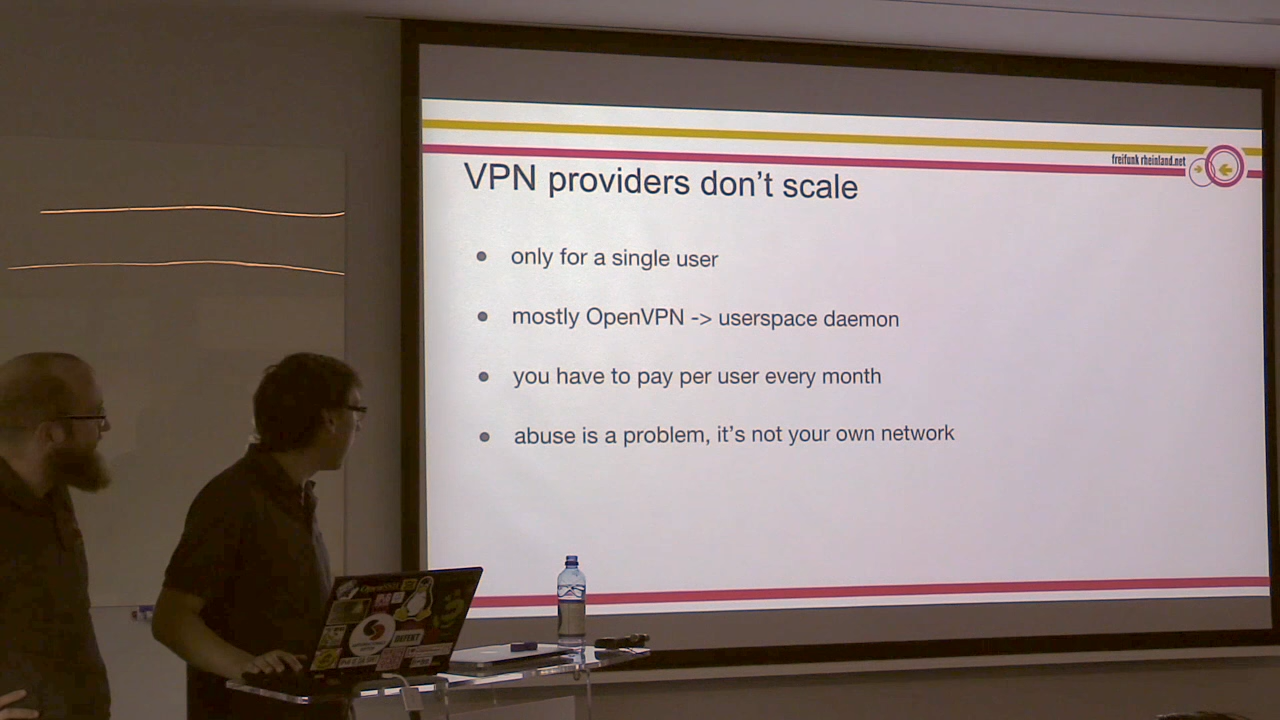 freifunk rheinland.net
VPN providers don't scale
• only for a single user
• mostly OpenVPN -> userspace daemon
• you have to pay per user every month
• abuse is a problem, it's not your own network
DEFEKT